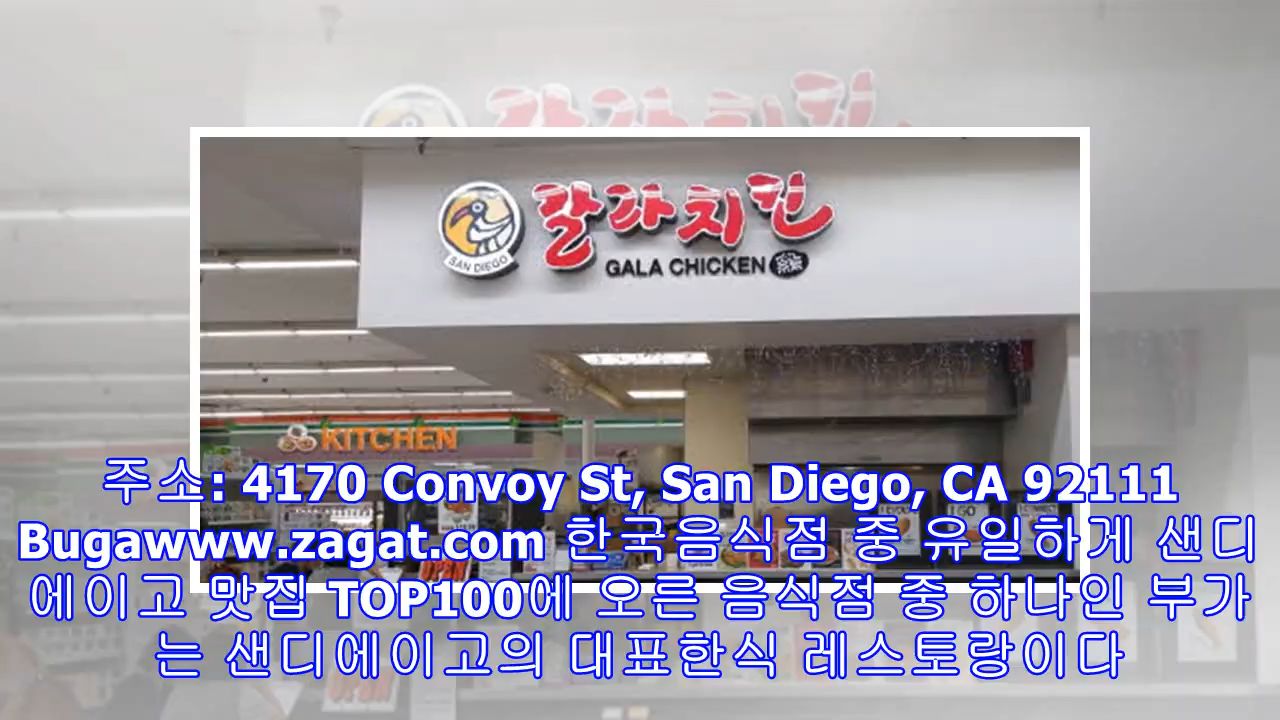 칼라치킨
SAN DIEGO
GALA CHICKEN
KITCHEN
주소: 4170 Convoy St, San Diego, CA 92111
Bugawww.zagat.com 한국음식점 중 유일하게 샌디
에이고 맛집 TOP100에 오른 음식점 중 하나인 부가
는 샌디에이고의 대표한식 레스토랑이다